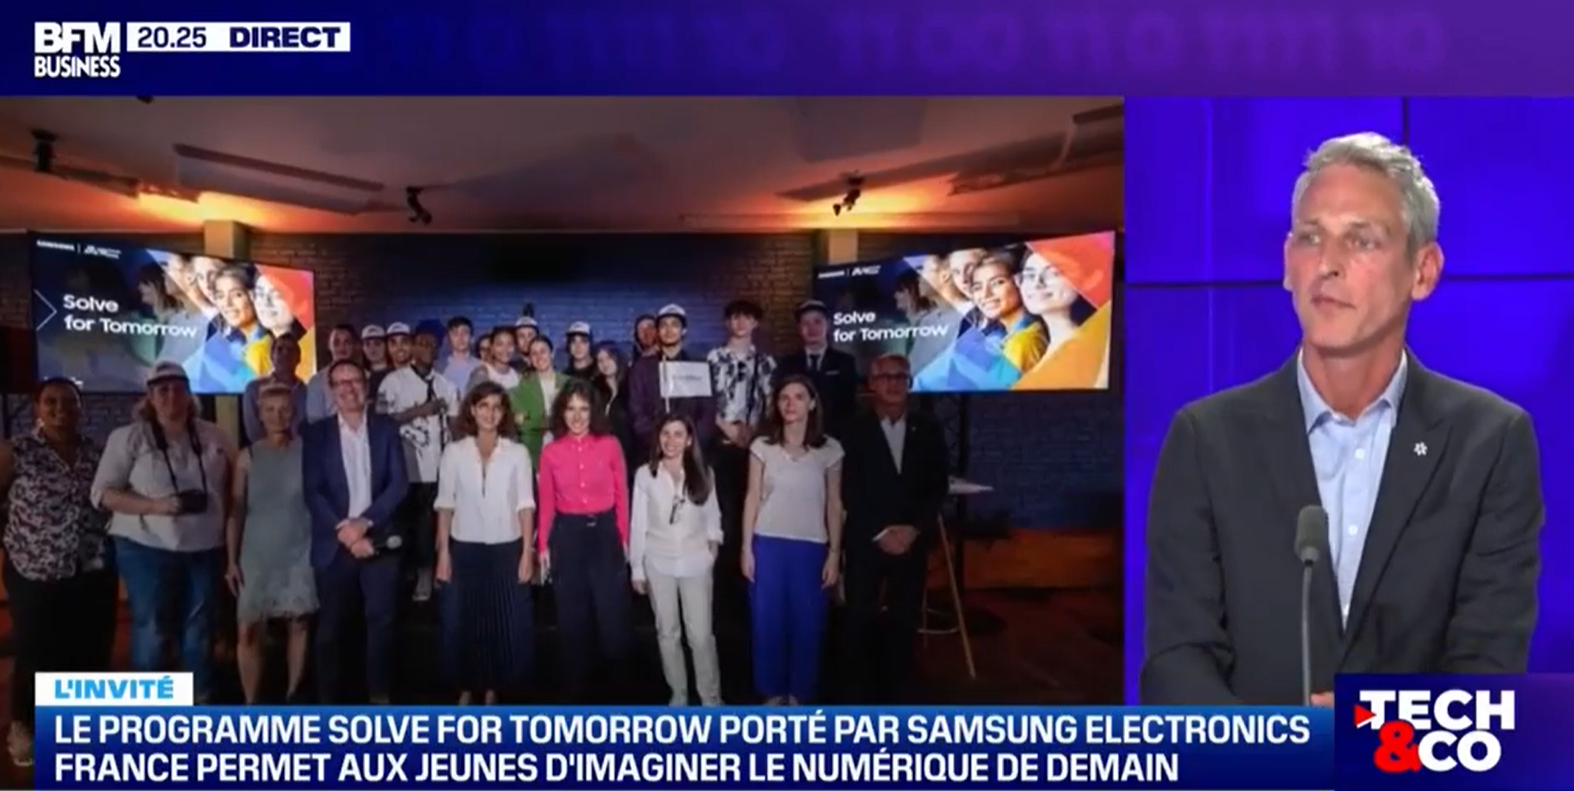 BFM
BUSINESS
20.25 DIRECT
Solve
for Tomorrow
Solve
for Tomorrow
L'INVITÉ
LE PROGRAMME SOLVE FOR TOMORROW PORTÉ PAR SAMSUNG ELECTRONICS
FRANCE PERMET AUX JEUNES D'IMAGINER LE NUMÉRIQUE DE DEMAIN
TECH
&CO